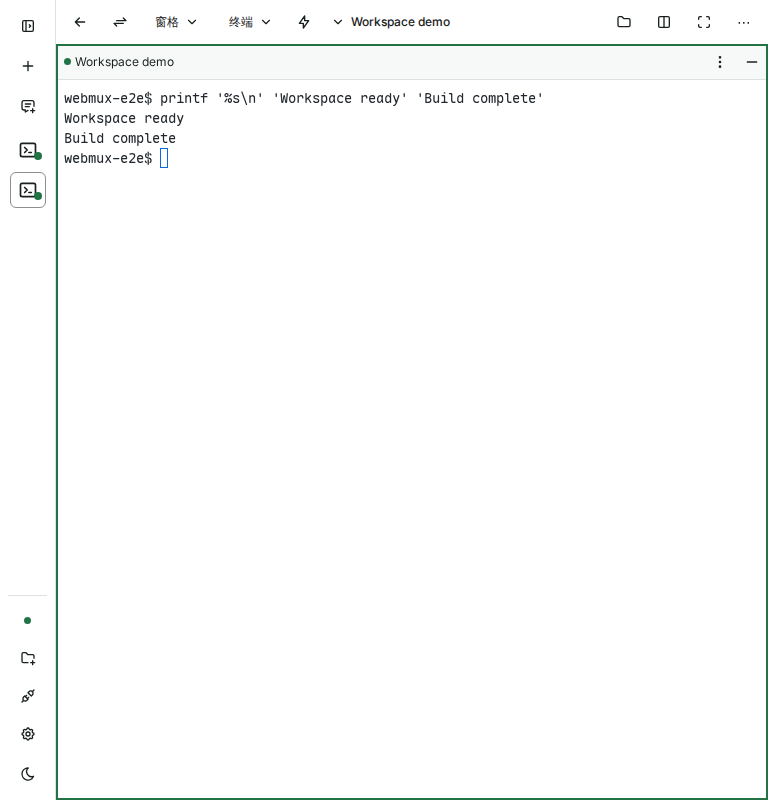 窗格 终端 Workspace demo
Workspace demo
webmux-e2e$ printf '%s\n' 'Workspace ready' 'Build complete'
Workspace ready
Build complete
webmux-e2e$